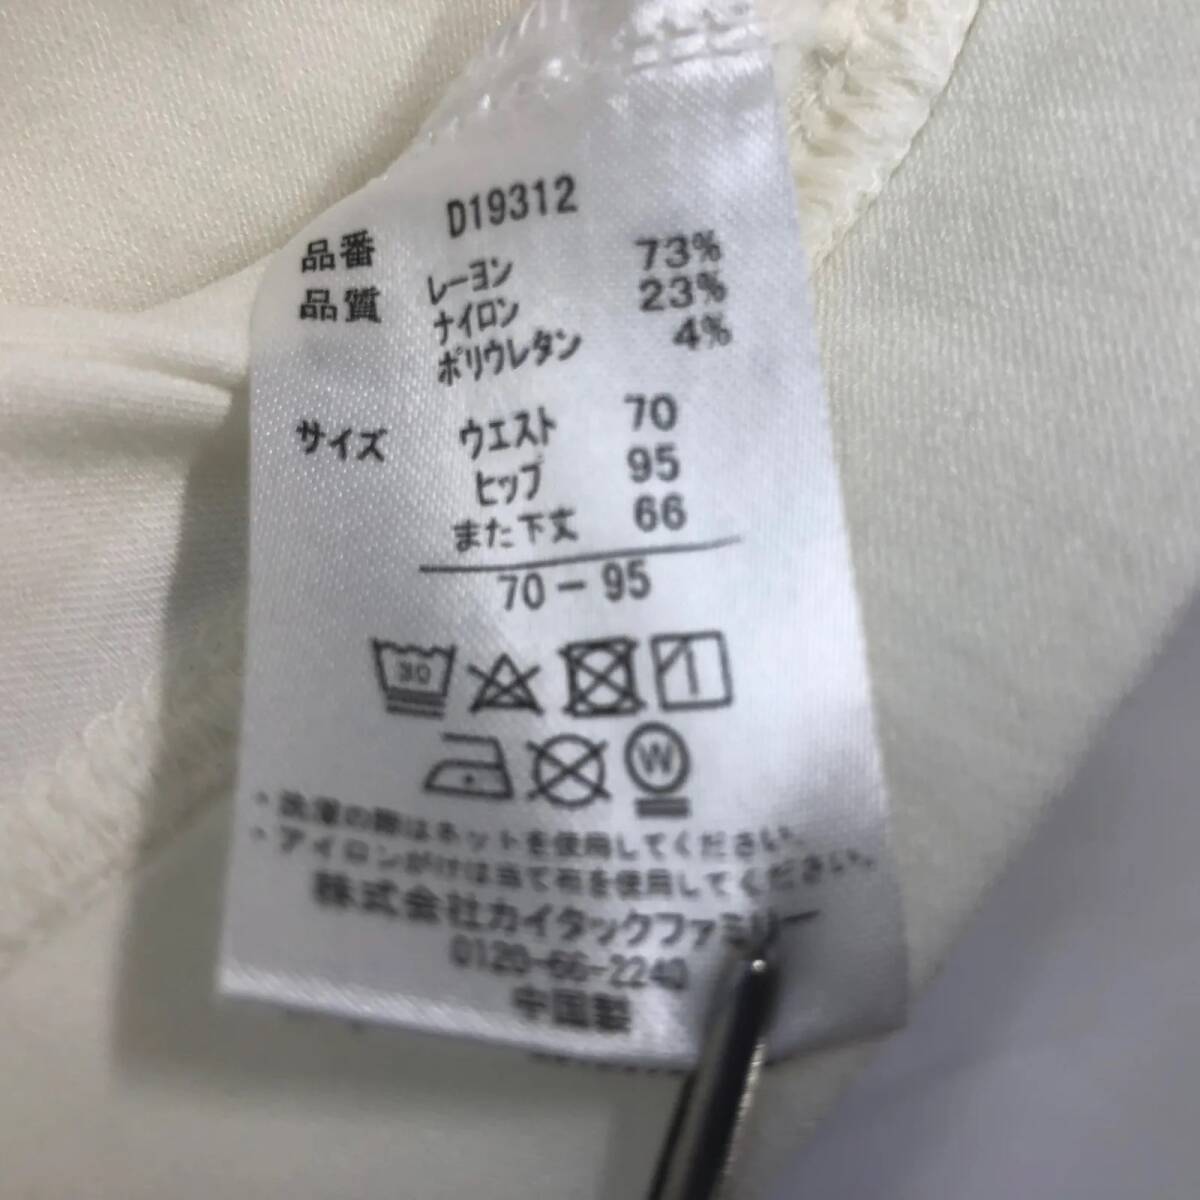 品番 D19312
品質 レーヨン 73%
ナイロン 23%
ポリウレタン 4%
サイズ ウエスト 70
ヒップ 95
また下丈 66
70-95
30
W
・洗濯の際はネットを使用してください。
・アイロンがけは当て布を使用してください。
株式会社カイタックファミリー
0120-66-2240
中国製